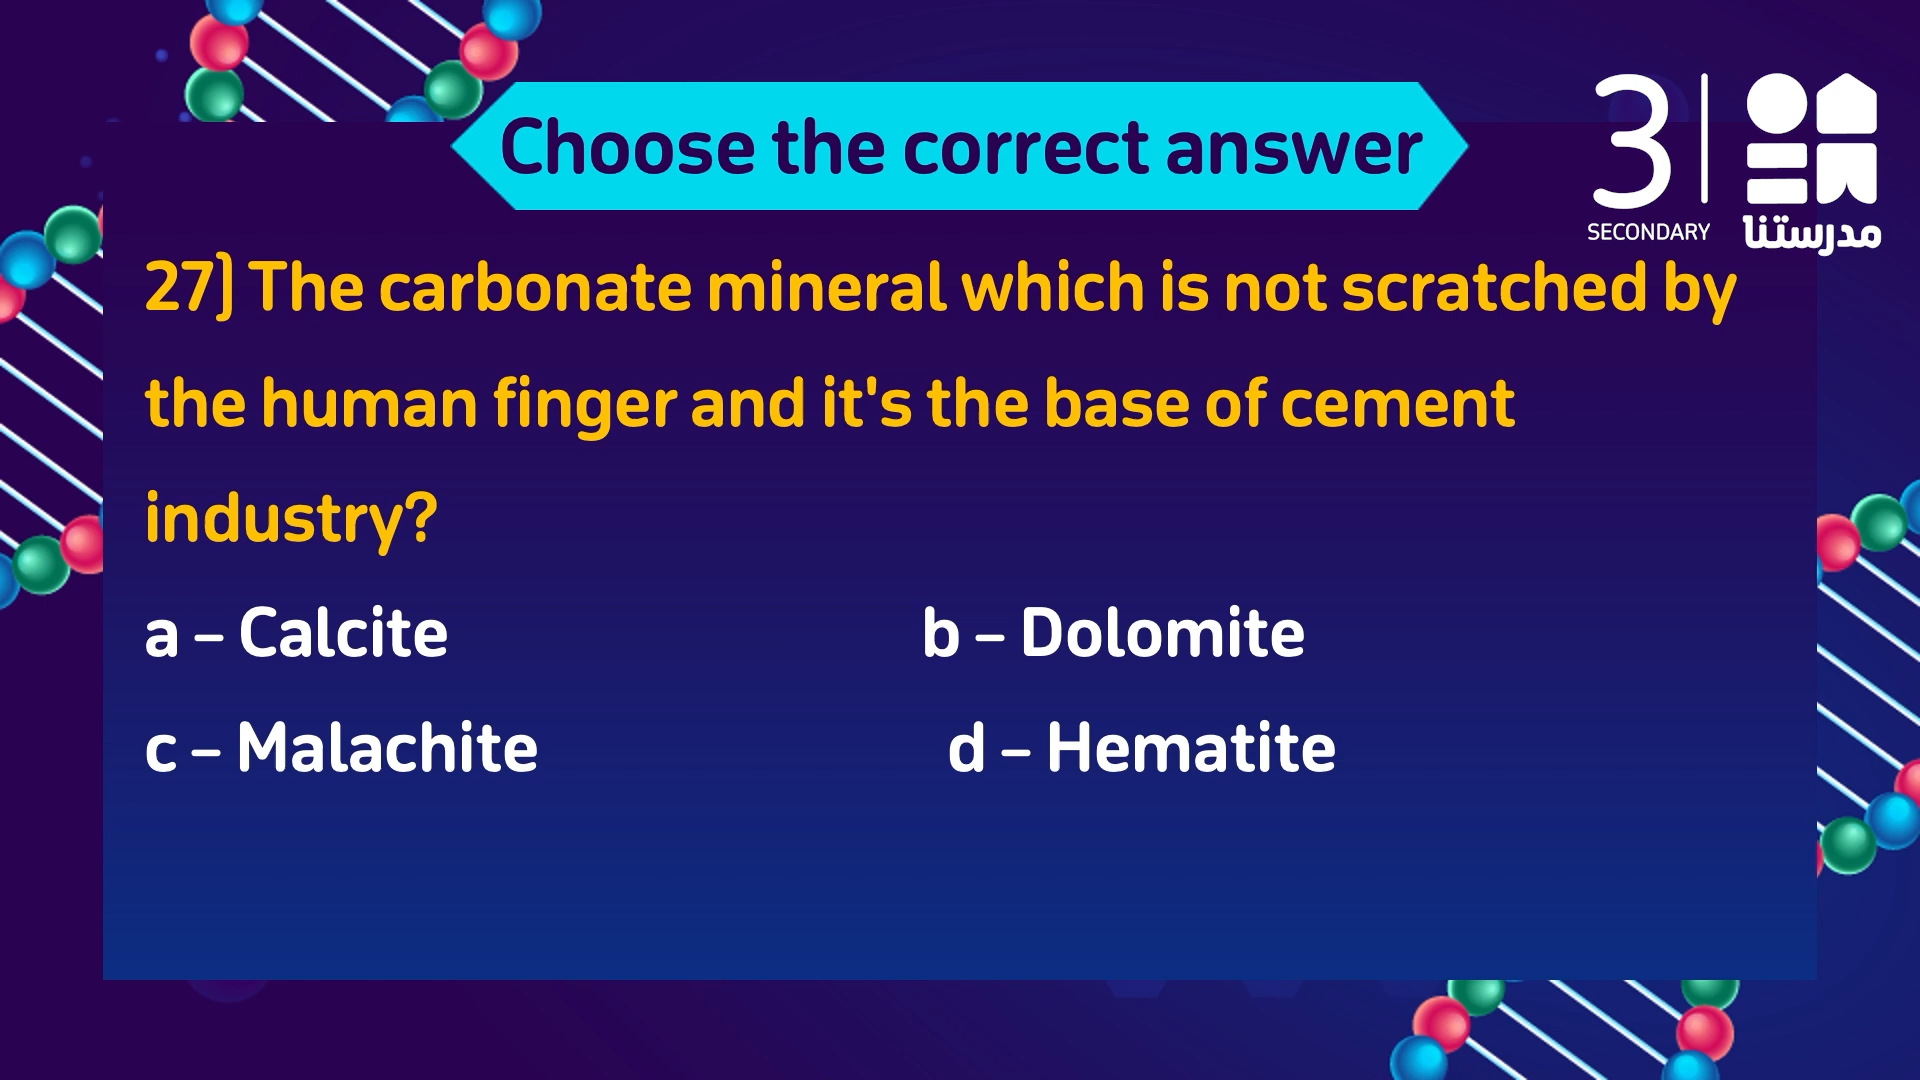 Choose the correct answer
3
SECONDARY
مدرستنا
27) The carbonate mineral which is not scratched by
the human finger and it's the base of cement
industry?
a – Calcite b – Dolomite
c – Malachite d – Hematite